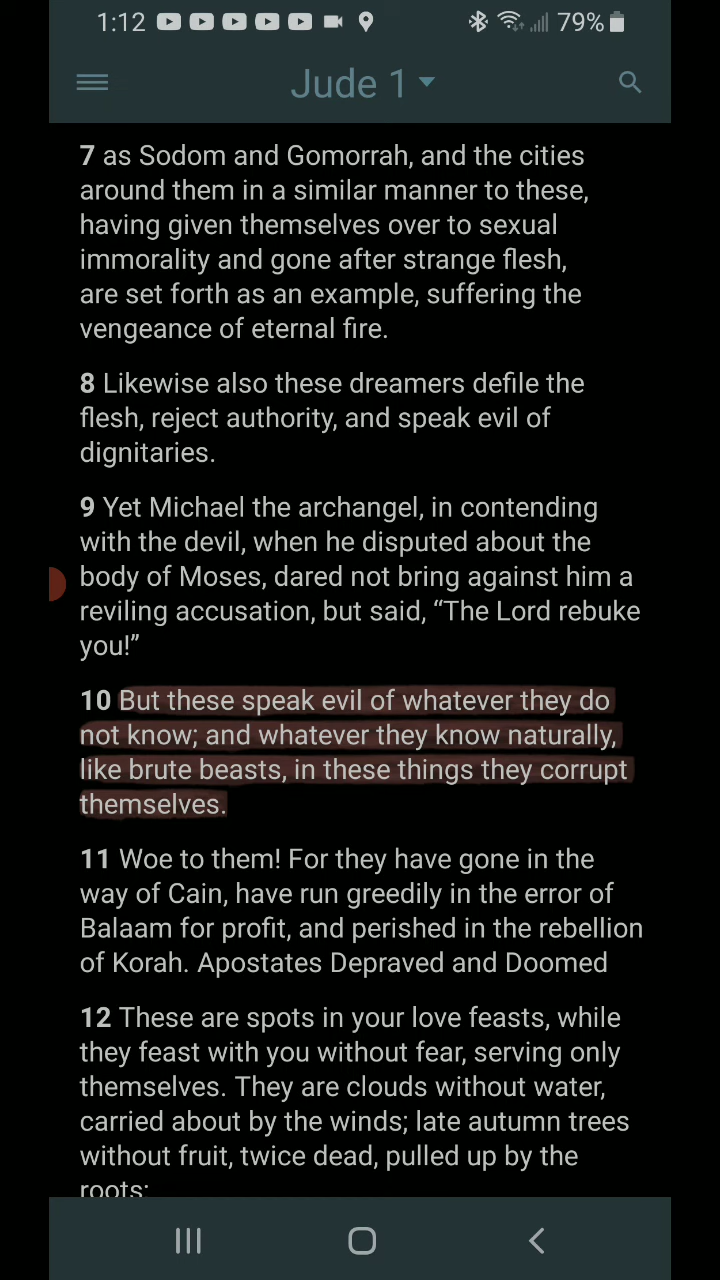 1:12 79%
Jude 1
7 as Sodom and Gomorrah, and the cities
around them in a similar manner to these,
having given themselves over to sexual
immorality and gone after strange flesh,
are set forth as an example, suffering the
vengeance of eternal fire.
8 Likewise also these dreamers defile the
flesh, reject authority, and speak evil of
dignitaries.
9 Yet Michael the archangel, in contending
with the devil, when he disputed about the
body of Moses, dared not bring against him a
reviling accusation, but said, “The Lord rebuke
you!”
10 But these speak evil of whatever they do
not know; and whatever they know naturally,
like brute beasts, in these things they corrupt
themselves.
11 Woe to them! For they have gone in the
way of Cain, have run greedily in the error of
Balaam for profit, and perished in the rebellion
of Korah. Apostates Depraved and Doomed
12 These are spots in your love feasts, while
they feast with you without fear, serving only
themselves. They are clouds without water,
carried about by the winds; late autumn trees
without fruit, twice dead, pulled up by the
roots;